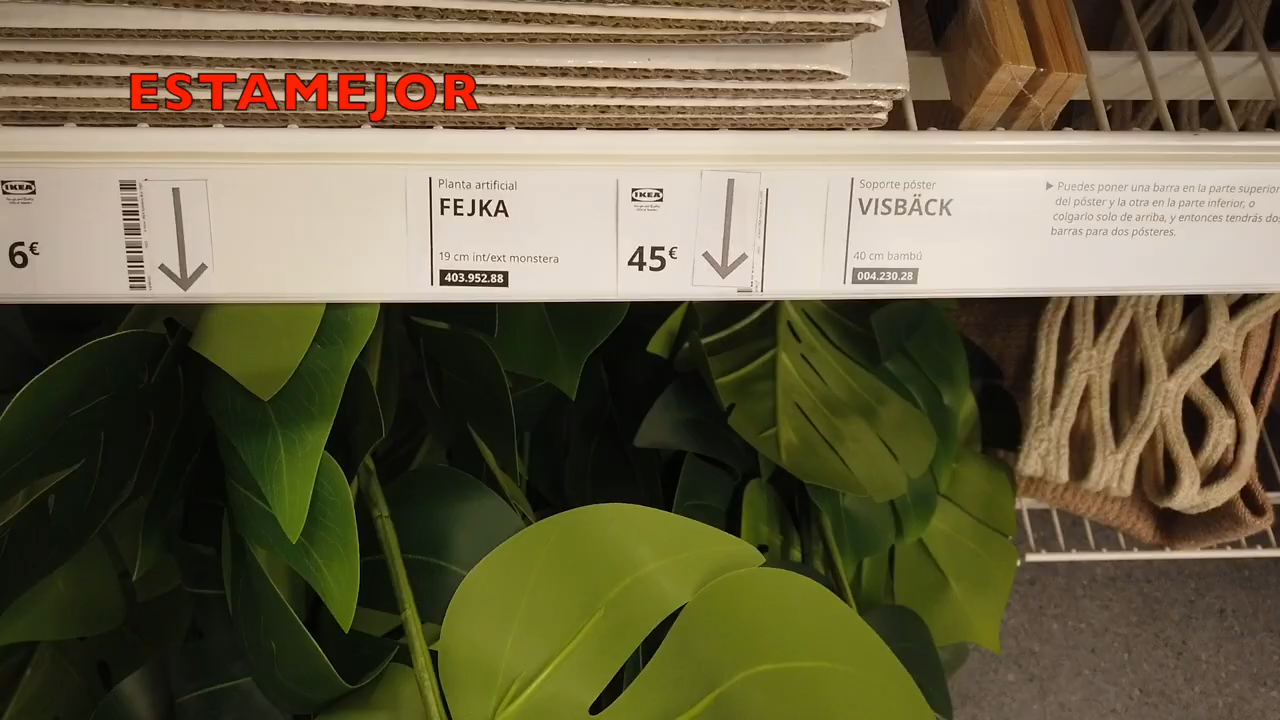 ESTAMEJOR
IKEA
6€
Planta artificial
FEJKA
19 cm int/ext monstera
403.952.88
IKEA
45€
Soporte póster
VISBÄCK
40 cm bambú
004.230.28
Puedes poner una barra en la parte superior
del póster y la otra en la parte inferior, o
colgarlo solo de arriba, y entonces tendrás dos
barras para dos pósteres.